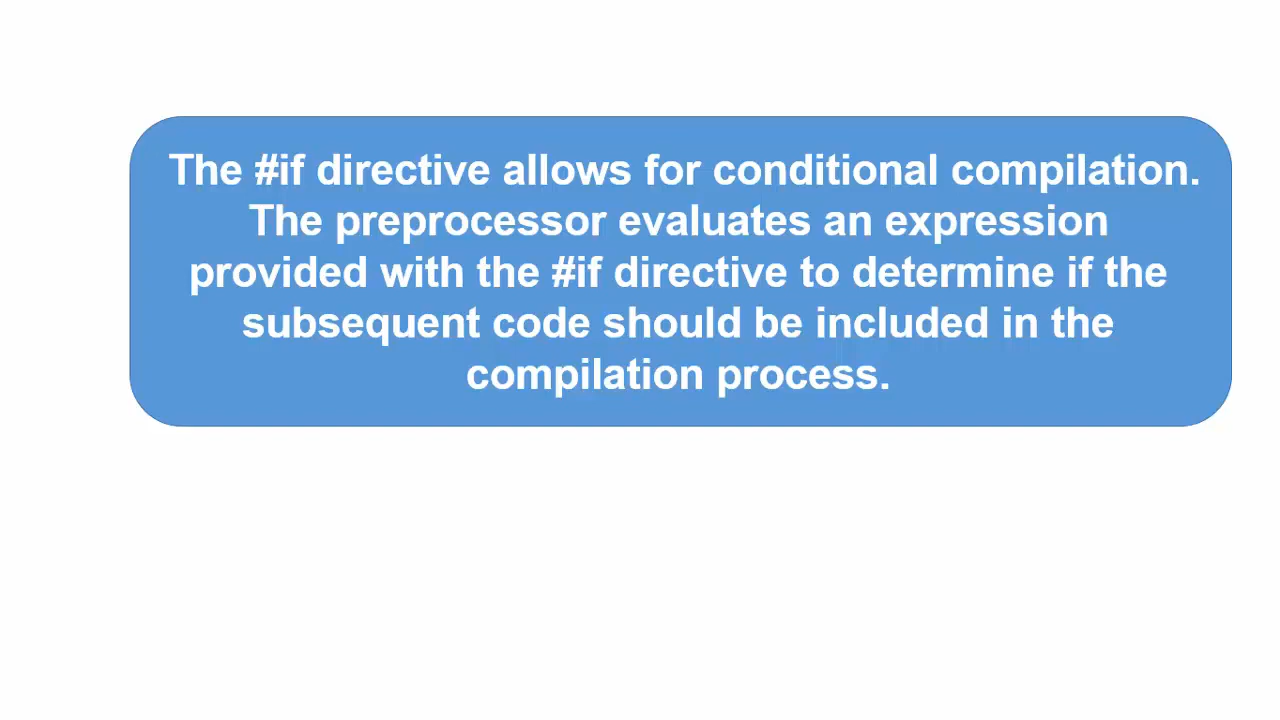 The #if directive allows for conditional compilation.
The preprocessor evaluates an expression
provided with the #if directive to determine if the
subsequent code should be included in the
compilation process.